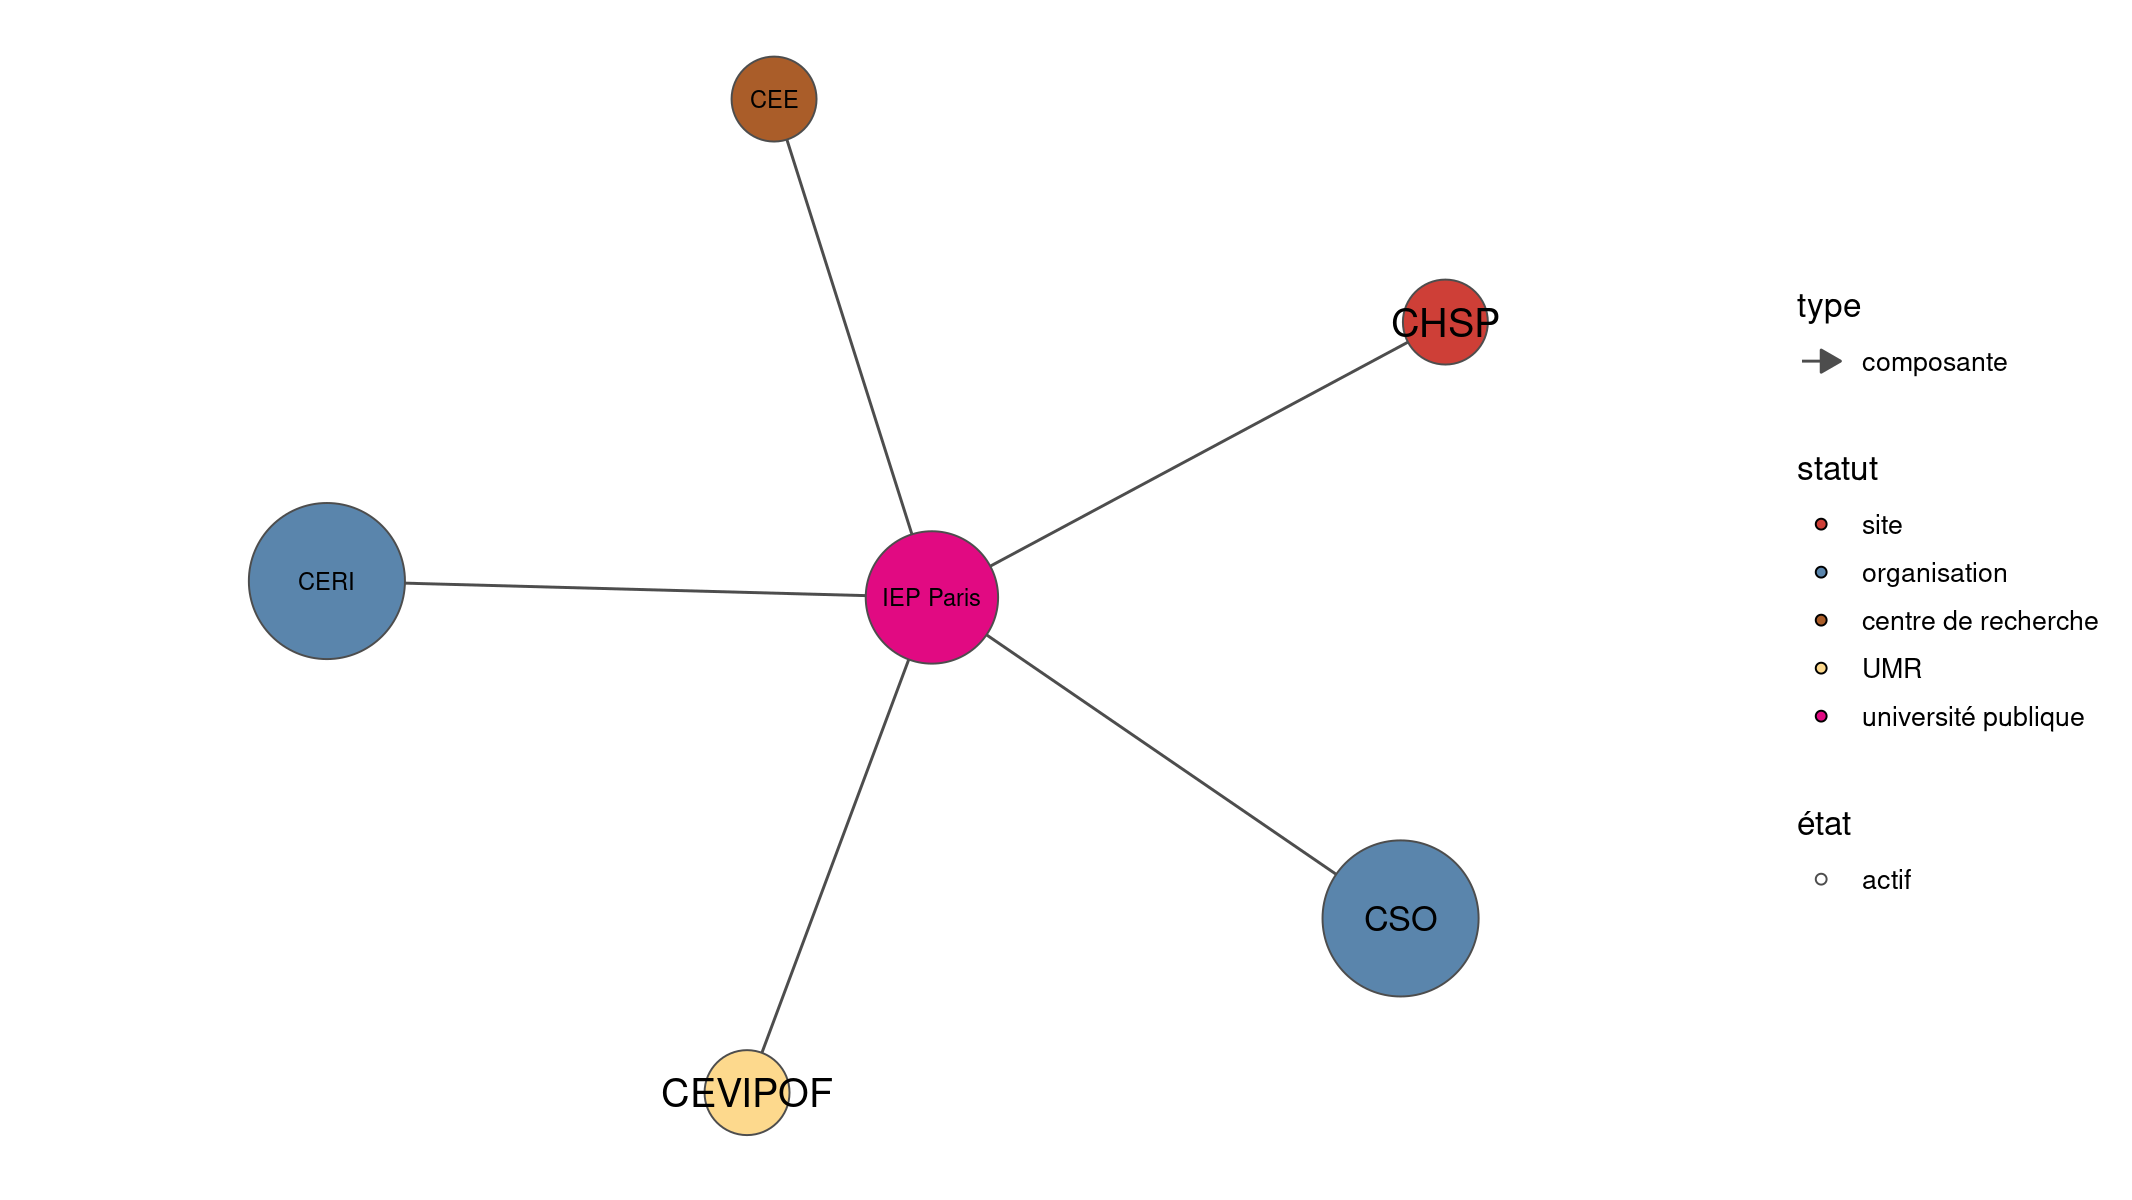 CEE
CHSP
CERI
IEP Paris
CSO
CEVIPOF
type
composante
statut
site
organisation
centre de recherche
UMR
université publique
état
actif